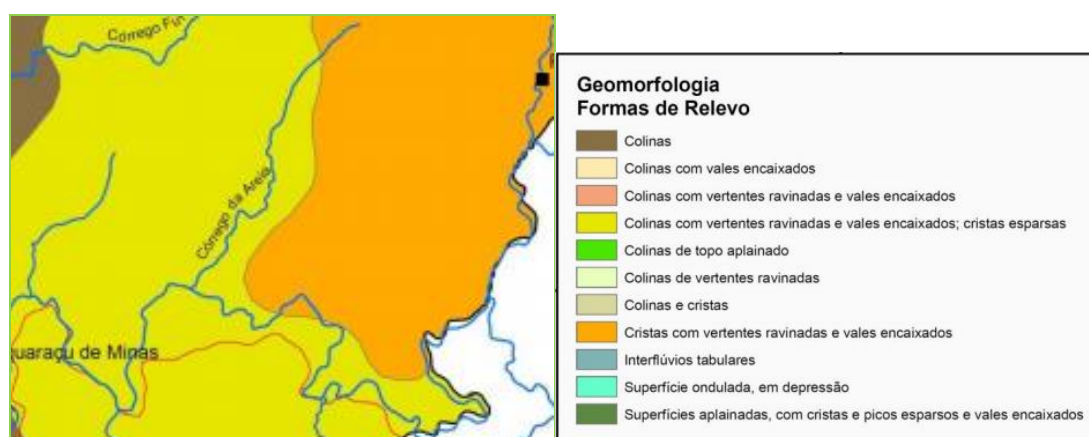 Córrego
Córrego da Areia
quaraçu de Minas
Geomorfologia
Formas de Relevo
Colinas
Colinas com vales encaixados
Colinas com vertentes ravinadas e vales encaixados
Colinas com vertentes ravinadas e vales encaixados; cristas esparsas
Colinas de topo aplainado
Colinas de vertentes ravinadas
Colinas e cristas
Cristas com vertentes ravinadas e vales encaixados
Interflúvios tabulares
Superfície ondulada, em depressão
Superfícies aplainadas, com cristas e picos esparsos e vales encaixados